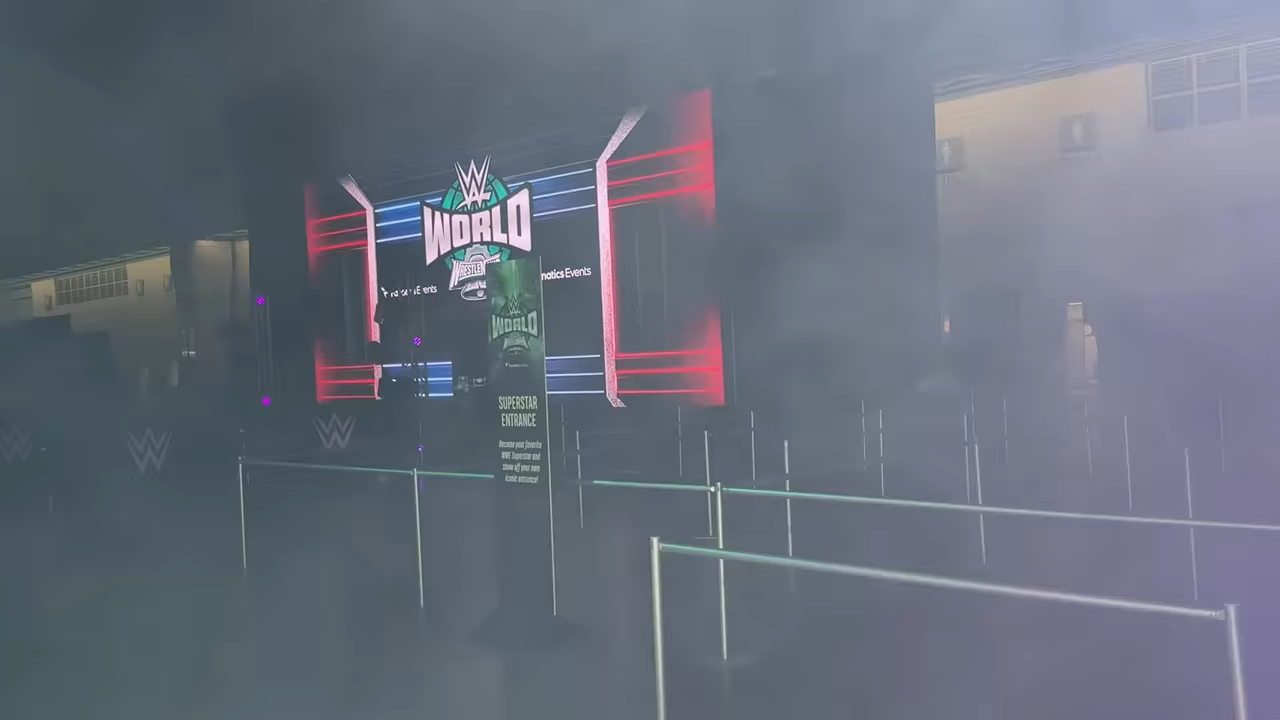 W
WORLD
WRESTLE
natics Events
Events
W
WORLD
SUPERSTAR
ENTRANCE
Become your favorite
WWE Superstar and
show off your own
iconic entrance!
W
W
W